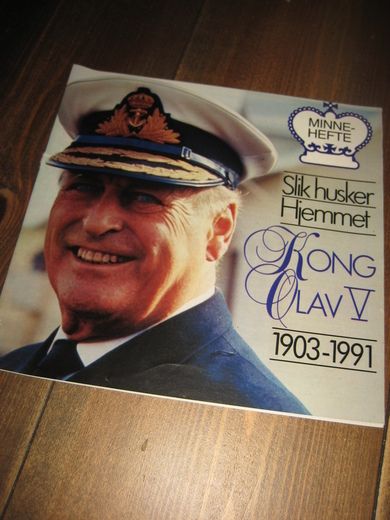 MINNE-
HEFTE
Slik husker
Hjemmet
KONG
OLAV V
1903-1991